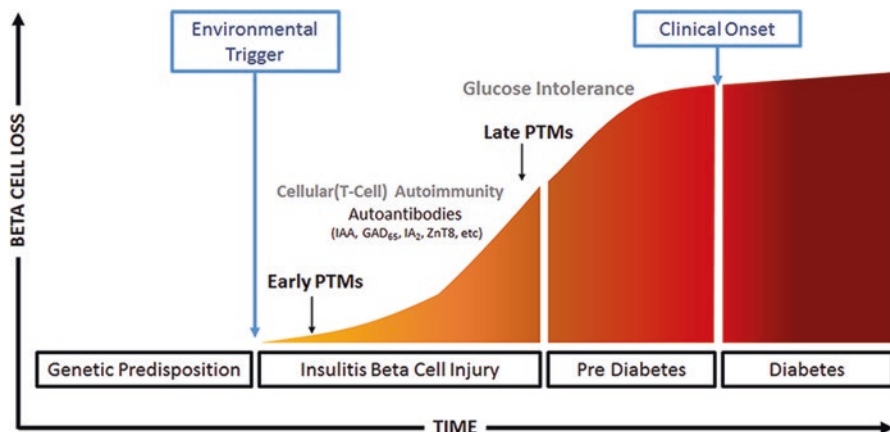 Environmental
Trigger
Clinical Onset
Glucose Intolerance
Late PTMs
Cellular(T-Cell) Autoimmunity
Autoantibodies
(IAA, GAD₆₅, IA₂, ZnT8, etc)
Early PTMs
BETA CELL LOSS
Genetic Predisposition
Insulitis Beta Cell Injury
Pre Diabetes
Diabetes
TIME